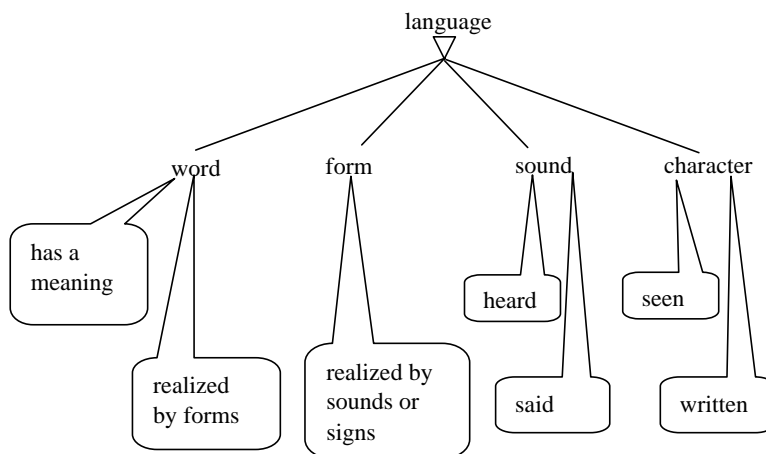 language
word
form
sound
character
has a
meaning
heard
seen
realized
by forms
realized by
sounds or
signs
said
written